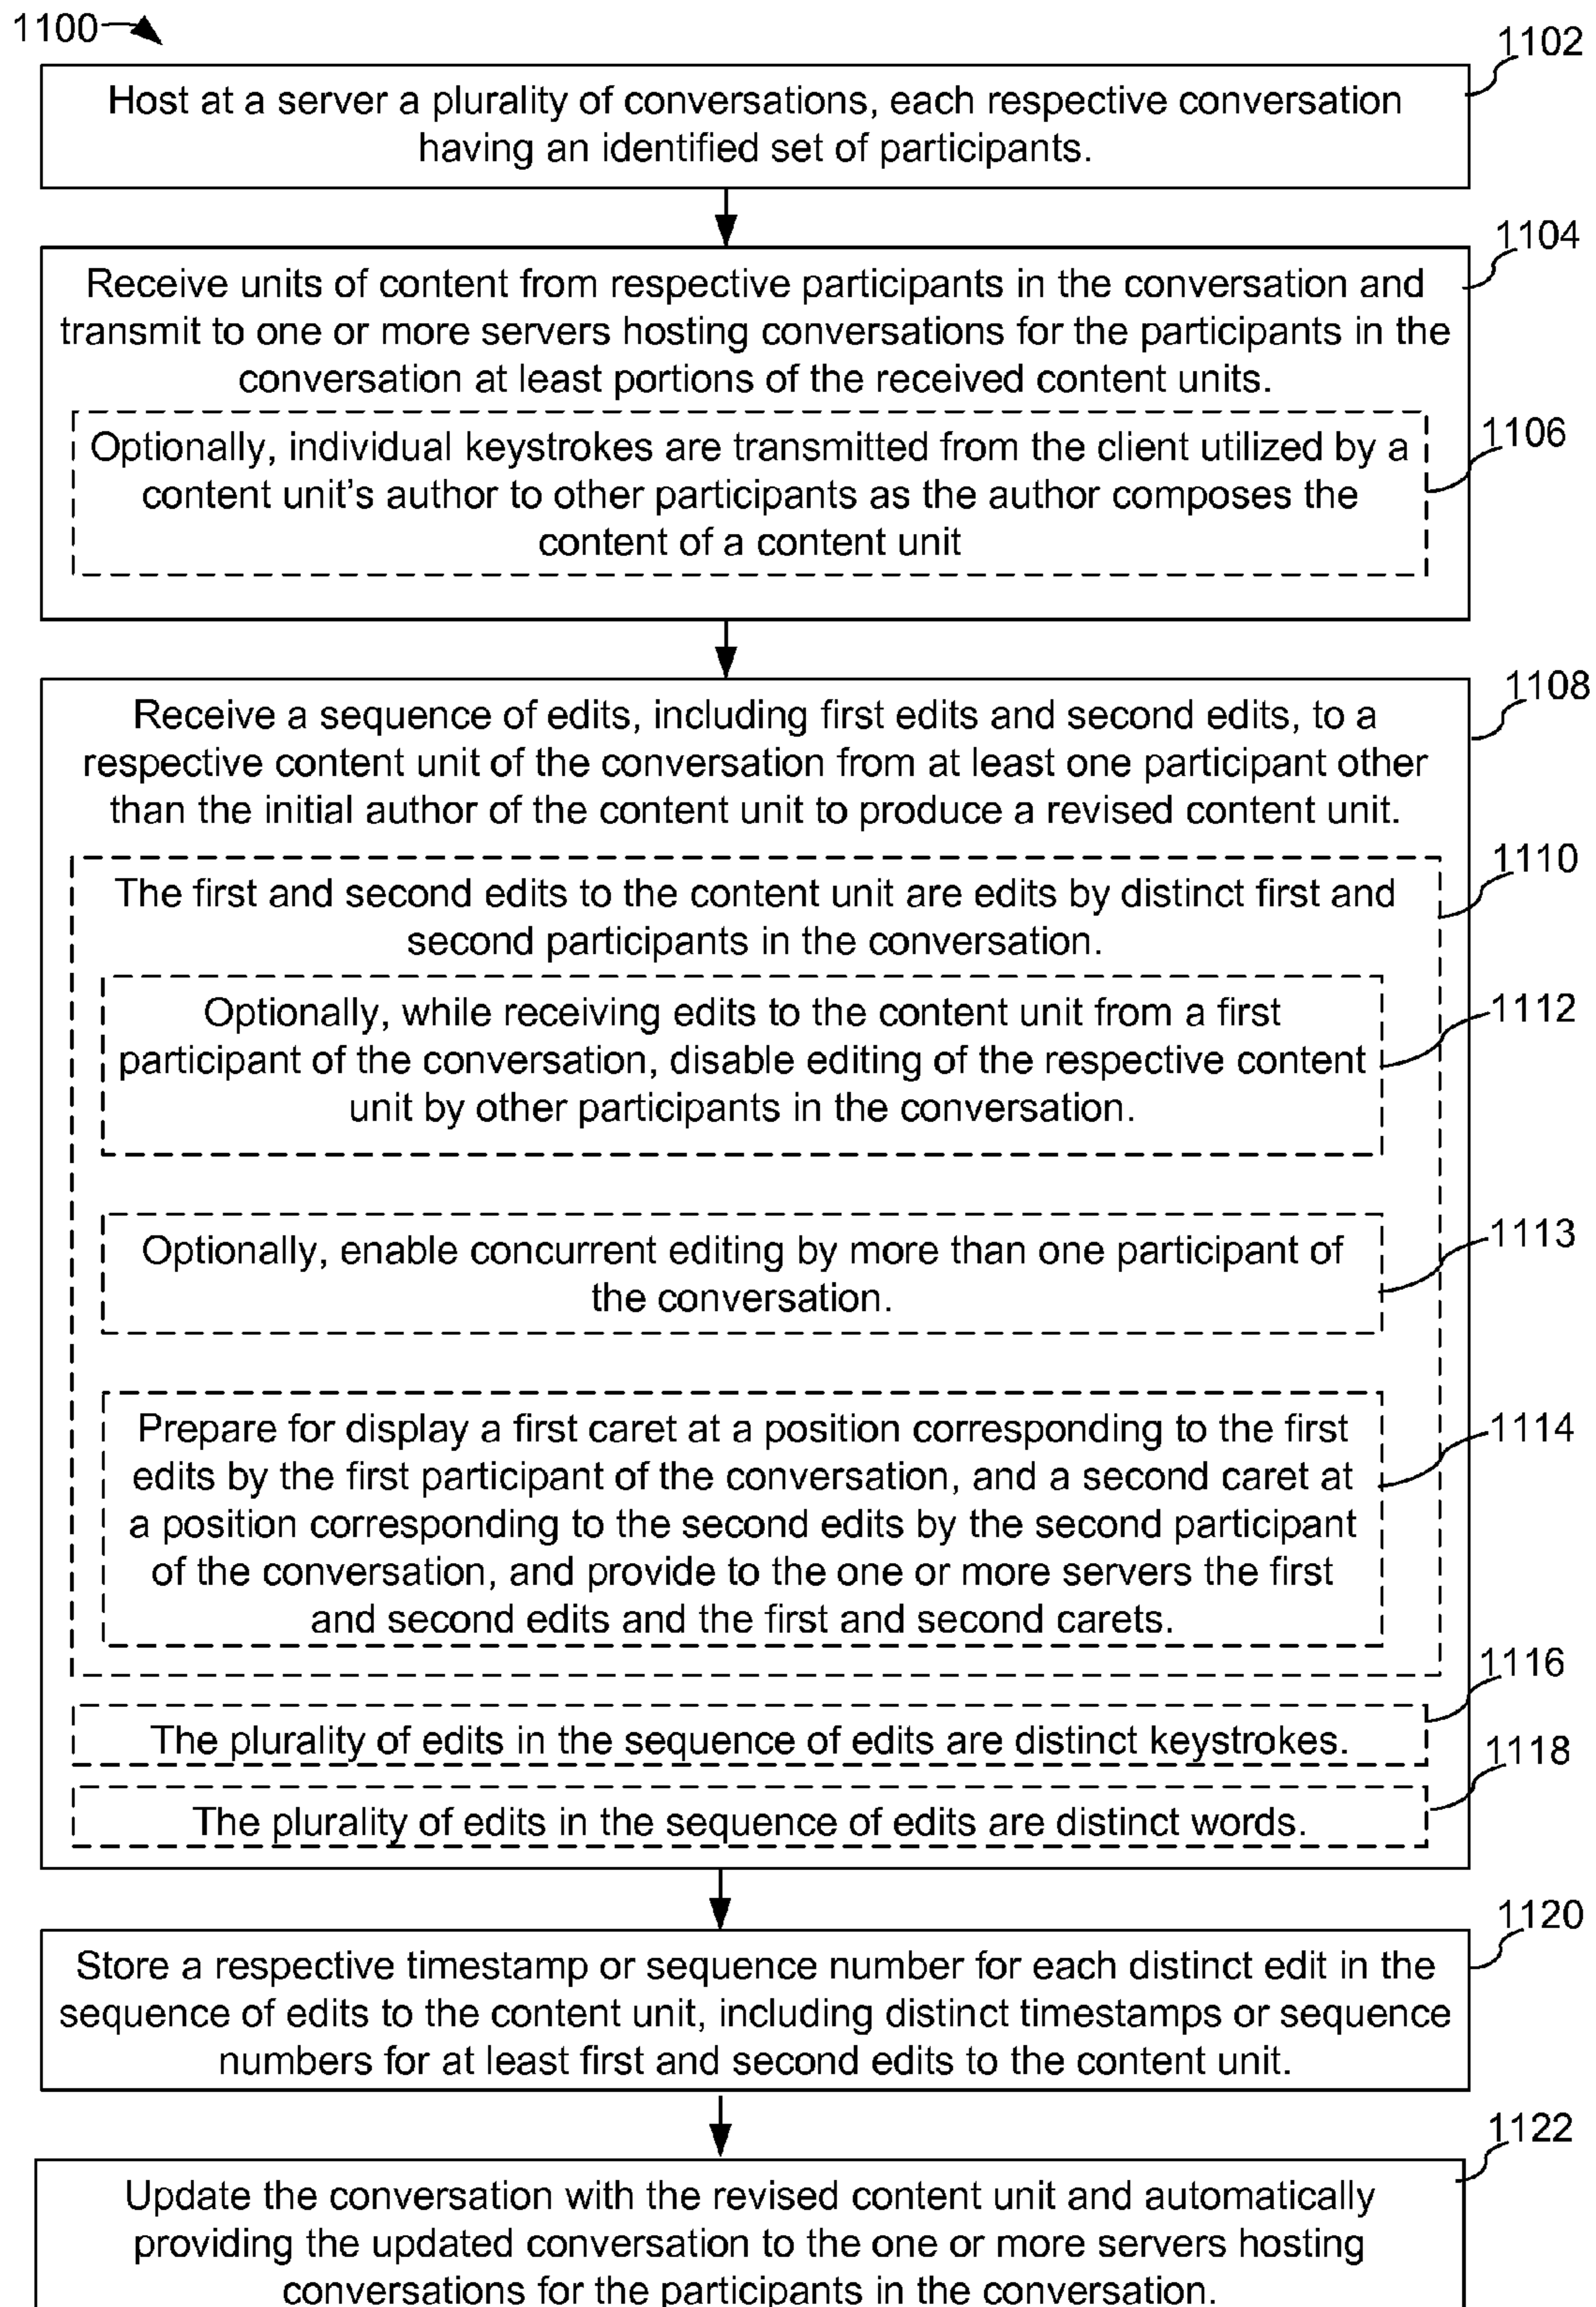 1100
1102
Host at a server a plurality of conversations, each respective conversation
having an identified set of participants.
1104
Receive units of content from respective participants in the conversation and
transmit to one or more servers hosting conversations for the participants in the
conversation at least portions of the received content units.
1106
Optionally, individual keystrokes are transmitted from the client utilized by a
content unit's author to other participants as the author composes the
content of a content unit
1108
Receive a sequence of edits, including first edits and second edits, to a
respective content unit of the conversation from at least one participant other
than the initial author of the content unit to produce a revised content unit.
1110
The first and second edits to the content unit are edits by distinct first and
second participants in the conversation.
1112
Optionally, while receiving edits to the content unit from a first
participant of the conversation, disable editing of the respective content
unit by other participants in the conversation.
1113
Optionally, enable concurrent editing by more than one participant of
the conversation.
1114
Prepare for display a first caret at a position corresponding to the first
edits by the first participant of the conversation, and a second caret at
a position corresponding to the second edits by the second participant
of the conversation, and provide to the one or more servers the first
and second edits and the first and second carets.
1116
The plurality of edits in the sequence of edits are distinct keystrokes.
1118
The plurality of edits in the sequence of edits are distinct words.
1120
Store a respective timestamp or sequence number for each distinct edit in the
sequence of edits to the content unit, including distinct timestamps or sequence
numbers for at least first and second edits to the content unit.
1122
Update the conversation with the revised content unit and automatically
providing the updated conversation to the one or more servers hosting
conversations for the participants in the conversation.